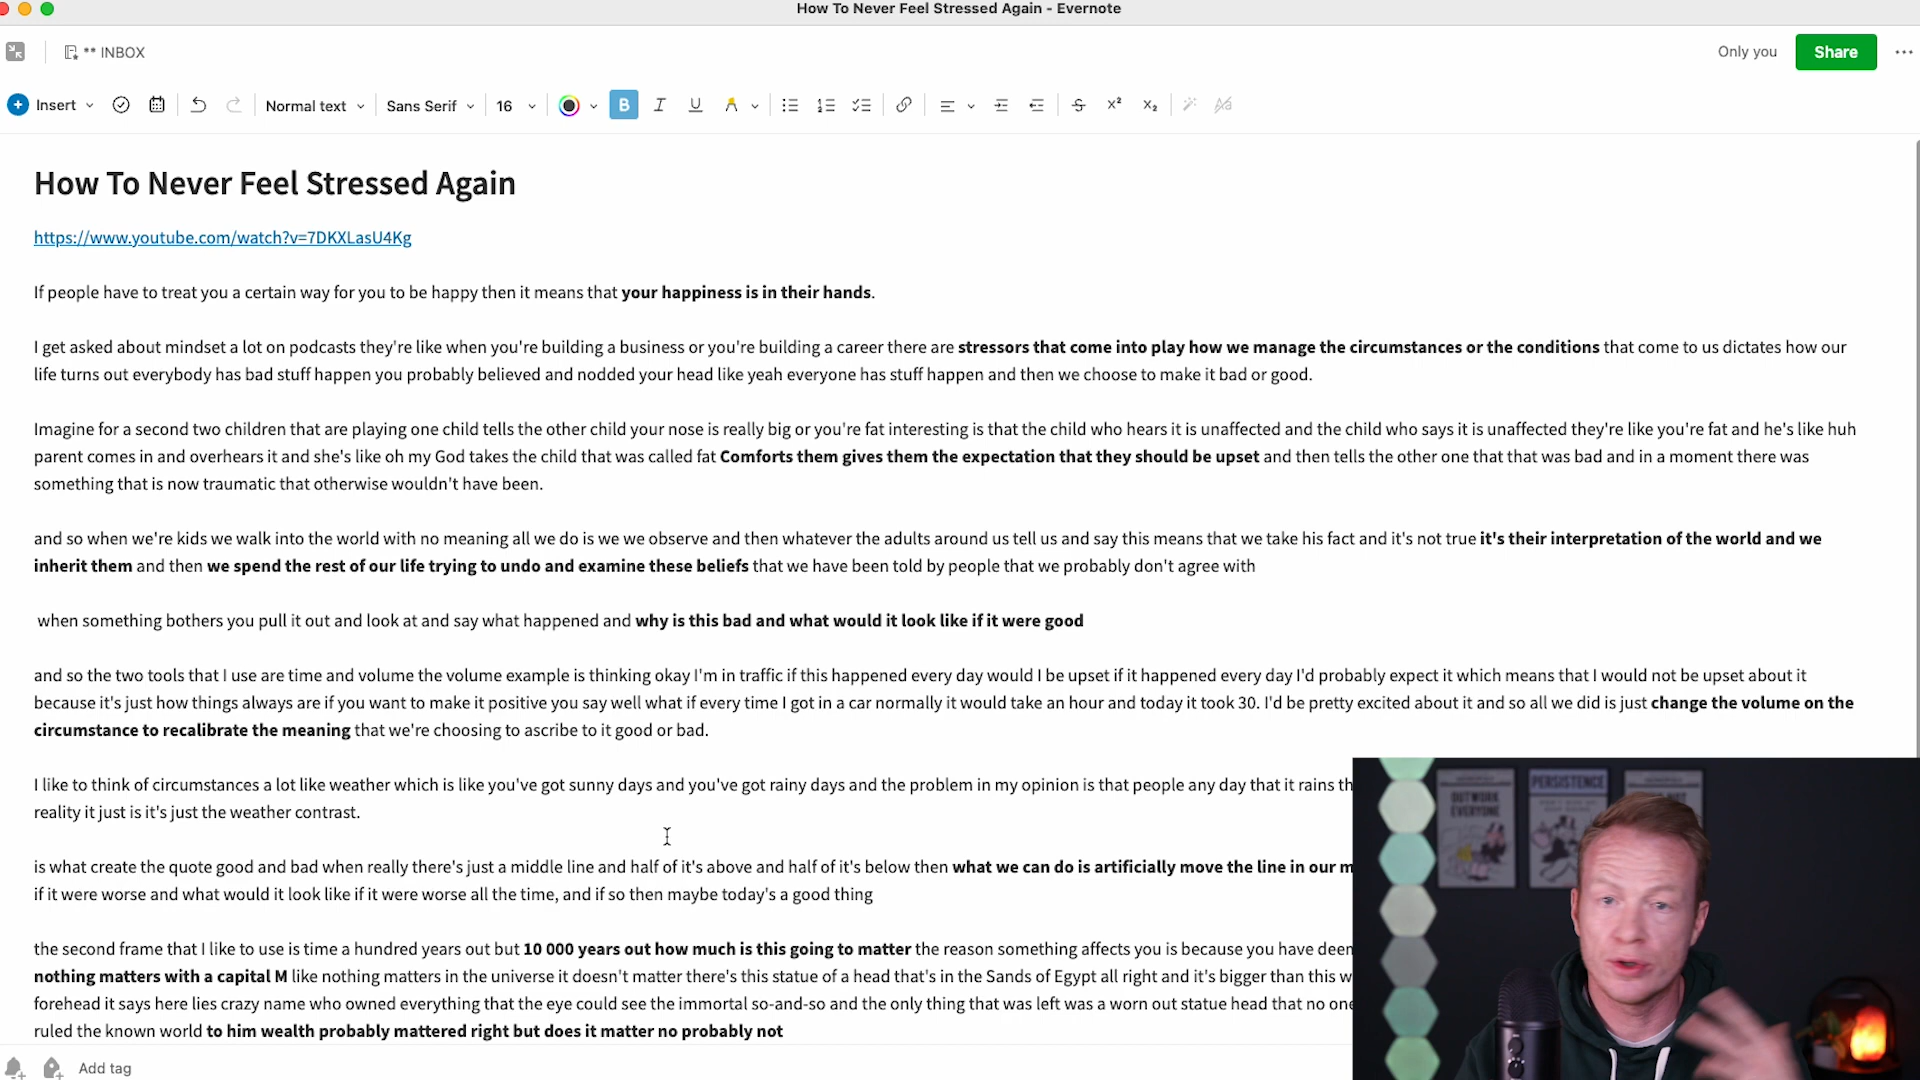 How To Never Feel Stressed Again - Evernote
** INBOX
Only you
Share
Insert
Normal text
Sans Serif
16
B
I
U
S
x²
x₂
How To Never Feel Stressed Again
https://www.youtube.com/watch?v=7DKXLasU4Kg
If people have to treat you a certain way for you to be happy then it means that your happiness is in their hands.
I get asked about mindset a lot on podcasts they're like when you're building a business or you're building a career there are stressors that come into play how we manage the circumstances or the conditions that come to us dictates how our
life turns out everybody has bad stuff happen you probably believed and nodded your head like yeah everyone has stuff happen and then we choose to make it bad or good.
Imagine for a second two children that are playing one child tells the other child your nose is really big or you're fat interesting is that the child who hears it is unaffected and the child who says it is unaffected they're like you're fat and he's like huh
parent comes in and overhears it and she's like oh my God takes the child that was called fat Comforts them gives them the expectation that they should be upset and then tells the other one that that was bad and in a moment there was
something that is now traumatic that otherwise wouldn't have been.
and so when we're kids we walk into the world with no meaning all we do is we we observe and then whatever the adults around us tell us and say this means that we take his fact and it's not true it's their interpretation of the world and we
inherit them and then we spend the rest of our life trying to undo and examine these beliefs that we have been told by people that we probably don't agree with
when something bothers you pull it out and look at and say what happened and why is this bad and what would it look like if it were good
and so the two tools that I use are time and volume the volume example is thinking okay I'm in traffic if this happened every day would I be upset if it happened every day I'd probably expect it which means that I would not be upset about it
because it's just how things always are if you want to make it positive you say well what if every time I got in a car normally it would take an hour and today it took 30. I'd be pretty excited about it and so all we did is just change the volume on the
circumstance to recalibrate the meaning that we're choosing to ascribe to it good or bad.
I like to think of circumstances a lot like weather which is like you've got sunny days and you've got rainy days and the problem in my opinion is that people any day that it rains
reality it just is it's just the weather contrast.
is what create the quote good and bad when really there's just a middle line and half of it's above and half of it's below then what we can do is artificially move the line in our
if it were worse and what would it look like if it were worse all the time, and if so then maybe today's a good thing
the second frame that I like to use is time a hundred years out but 10 000 years out how much is this going to matter the reason something affects you is because you have
nothing matters with a capital M like nothing matters in the universe it doesn't matter there's this statue of a head that's in the Sands of Egypt all right and it's bigger than this
forehead it says here lies crazy name who owned everything that the eye could see the immortal so-and-so and the only thing that was left was a worn out statue head that no
ruled the known world to him wealth probably mattered right but does it matter no probably not
OUTWORK
EVERYONE
PERSISTENCE
Add tag